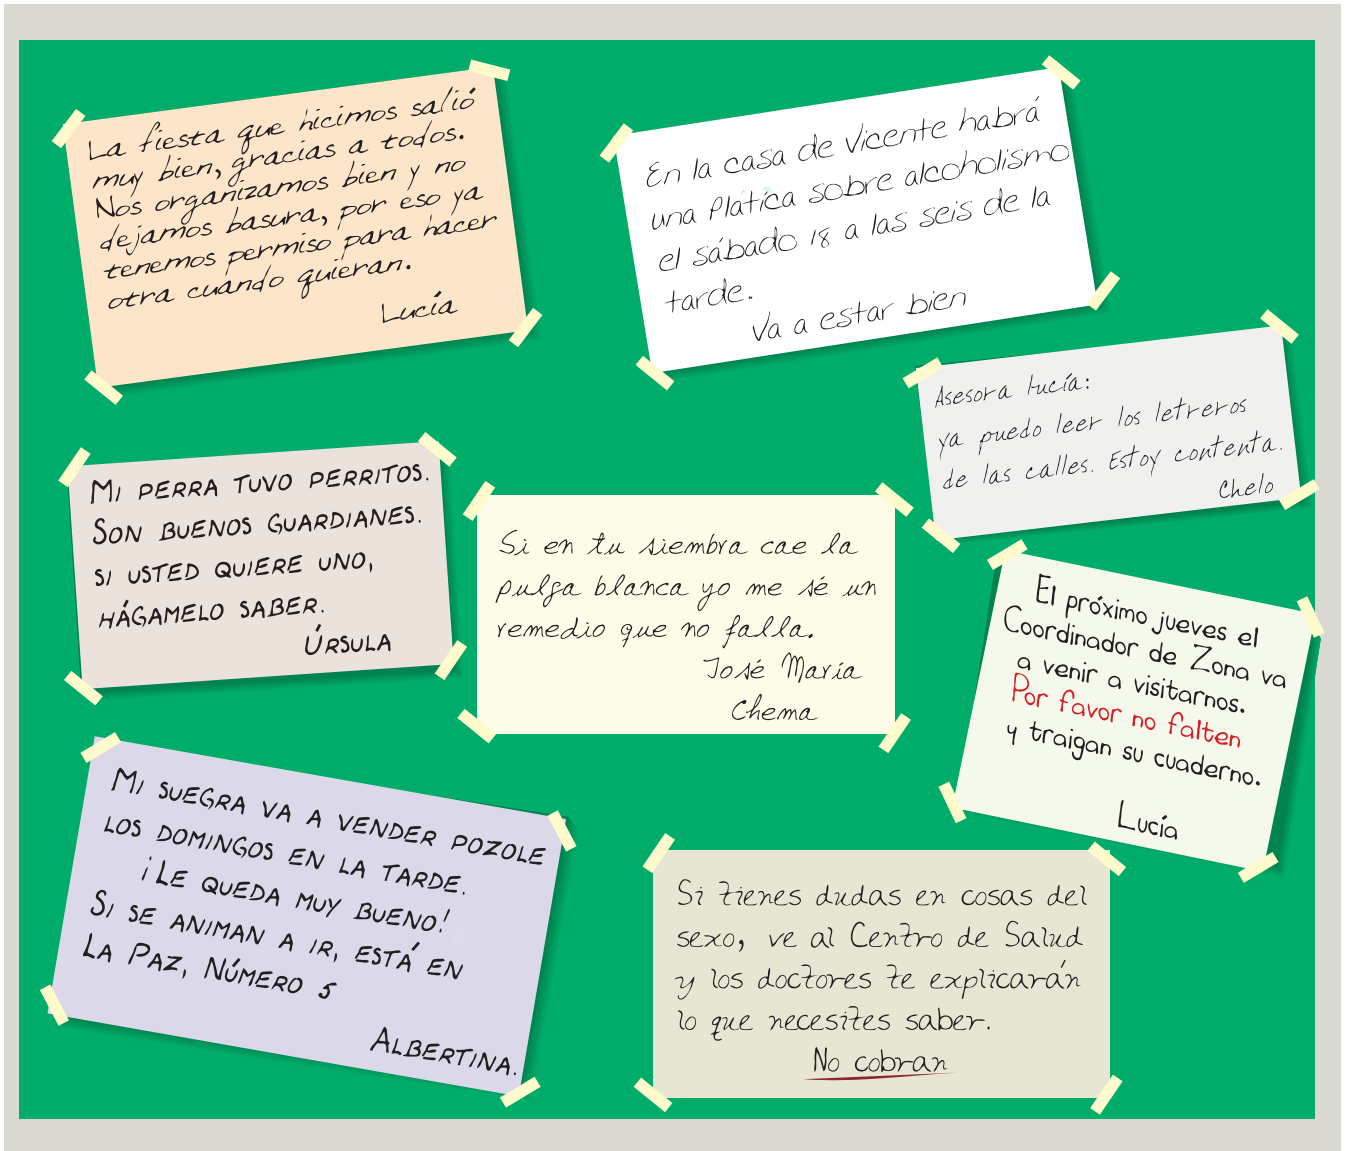 La fiesta que hicimos salió
muy bien, gracias a todos.
Nos organizamos bien y no
dejamos basura, por eso ya
tenemos permiso para hacer
otra cuando quieran.
Lucía
En la casa de Vicente habrá
una Platica sobre alcoholismo
el sábado 18 a las seis de la
tarde.
Va a estar bien
Asesora Lucía:
ya puedo leer los letreros
de las calles. Estoy contenta.
Chelo
MI PERRA TUVO PERRITOS.
SON BUENOS GUARDIANES.
SI USTED QUIERE UNO,
HÁGAMELO SABER.
ÚRSULA
Si en tu siembra cae la
pulga blanca yo me sé un
remedio que no falla.
José María
Chema
El próximo jueves el
Coordinador de Zona va
a venir a visitarnos.
Por favor no falten
y traigan su cuaderno.
Lucía
MI SUEGRA VA A VENDER POZOLE
LOS DOMINGOS EN LA TARDE.
¡LE QUEDA MUY BUENO!
SI SE ANIMAN A IR, ESTÁ EN
LA PAZ, NÚMERO 5
ALBERTINA.
Si tienes dudas en cosas del
sexo, ve al Centro de Salud
y los doctores te explicarán
lo que necesites saber.
No cobran